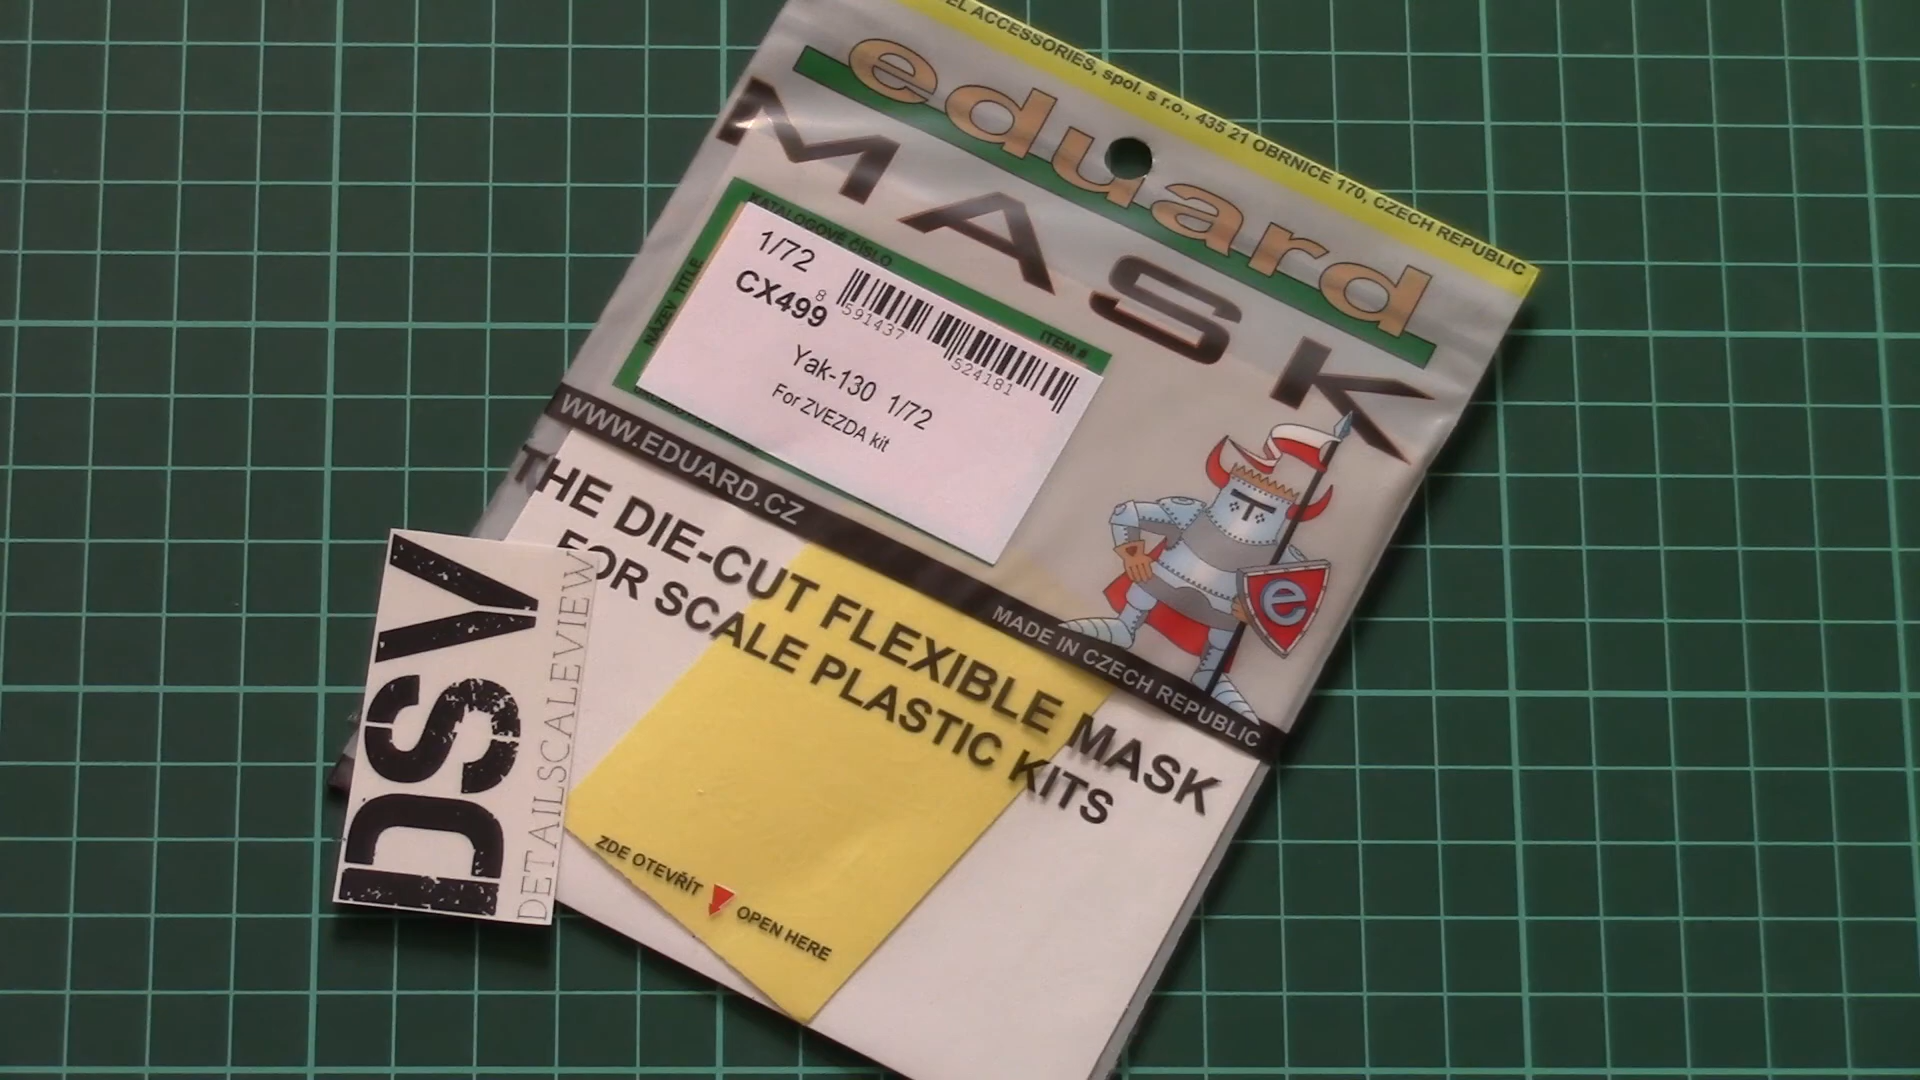 ACCESSORIES, spol. s r.o., 435 21 OBRNICE 170, CZECH REPUBLIC
eduard
MASK
KATALOGOVÉ ČÍSLO
ITEM #
NÁZEV TITLE
1/72
CX499
8 591437 524181
Yak-130 1/72
For ZVEZDA kit
WWW.EDUARD.CZ
MADE IN CZECH REPUBLIC
e
THE DIE-CUT FLEXIBLE MASK
FOR SCALE PLASTIC KITS
ZDE OTEVŘÍT OPEN HERE
DSV
DETAILSCALEVIEW